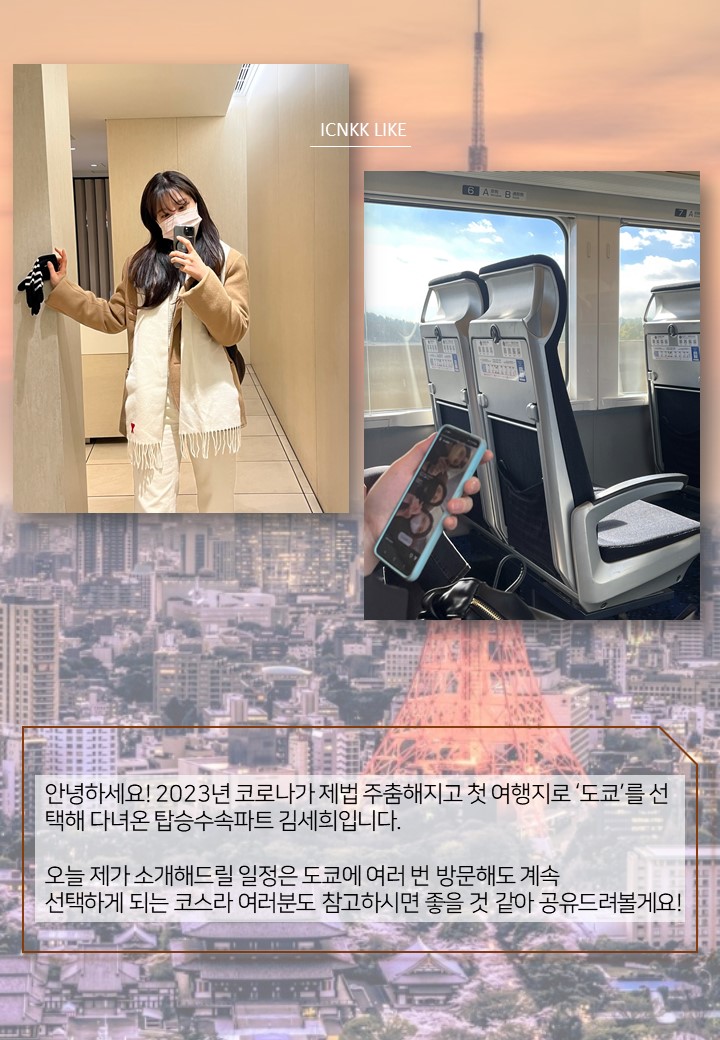 ICNKK LIKE
6 A B
7 A
안녕하세요! 2023년 코로나가 제법 주춤해지고 첫 여행지로 ‘도쿄’를 선
택해 다녀온 탑승수속파트 김세희입니다.
오늘 제가 소개해드릴 일정은 도쿄에 여러 번 방문해도 계속
선택하게 되는 코스라 여러분도 참고하시면 좋을 것 같아 공유드려볼게요!